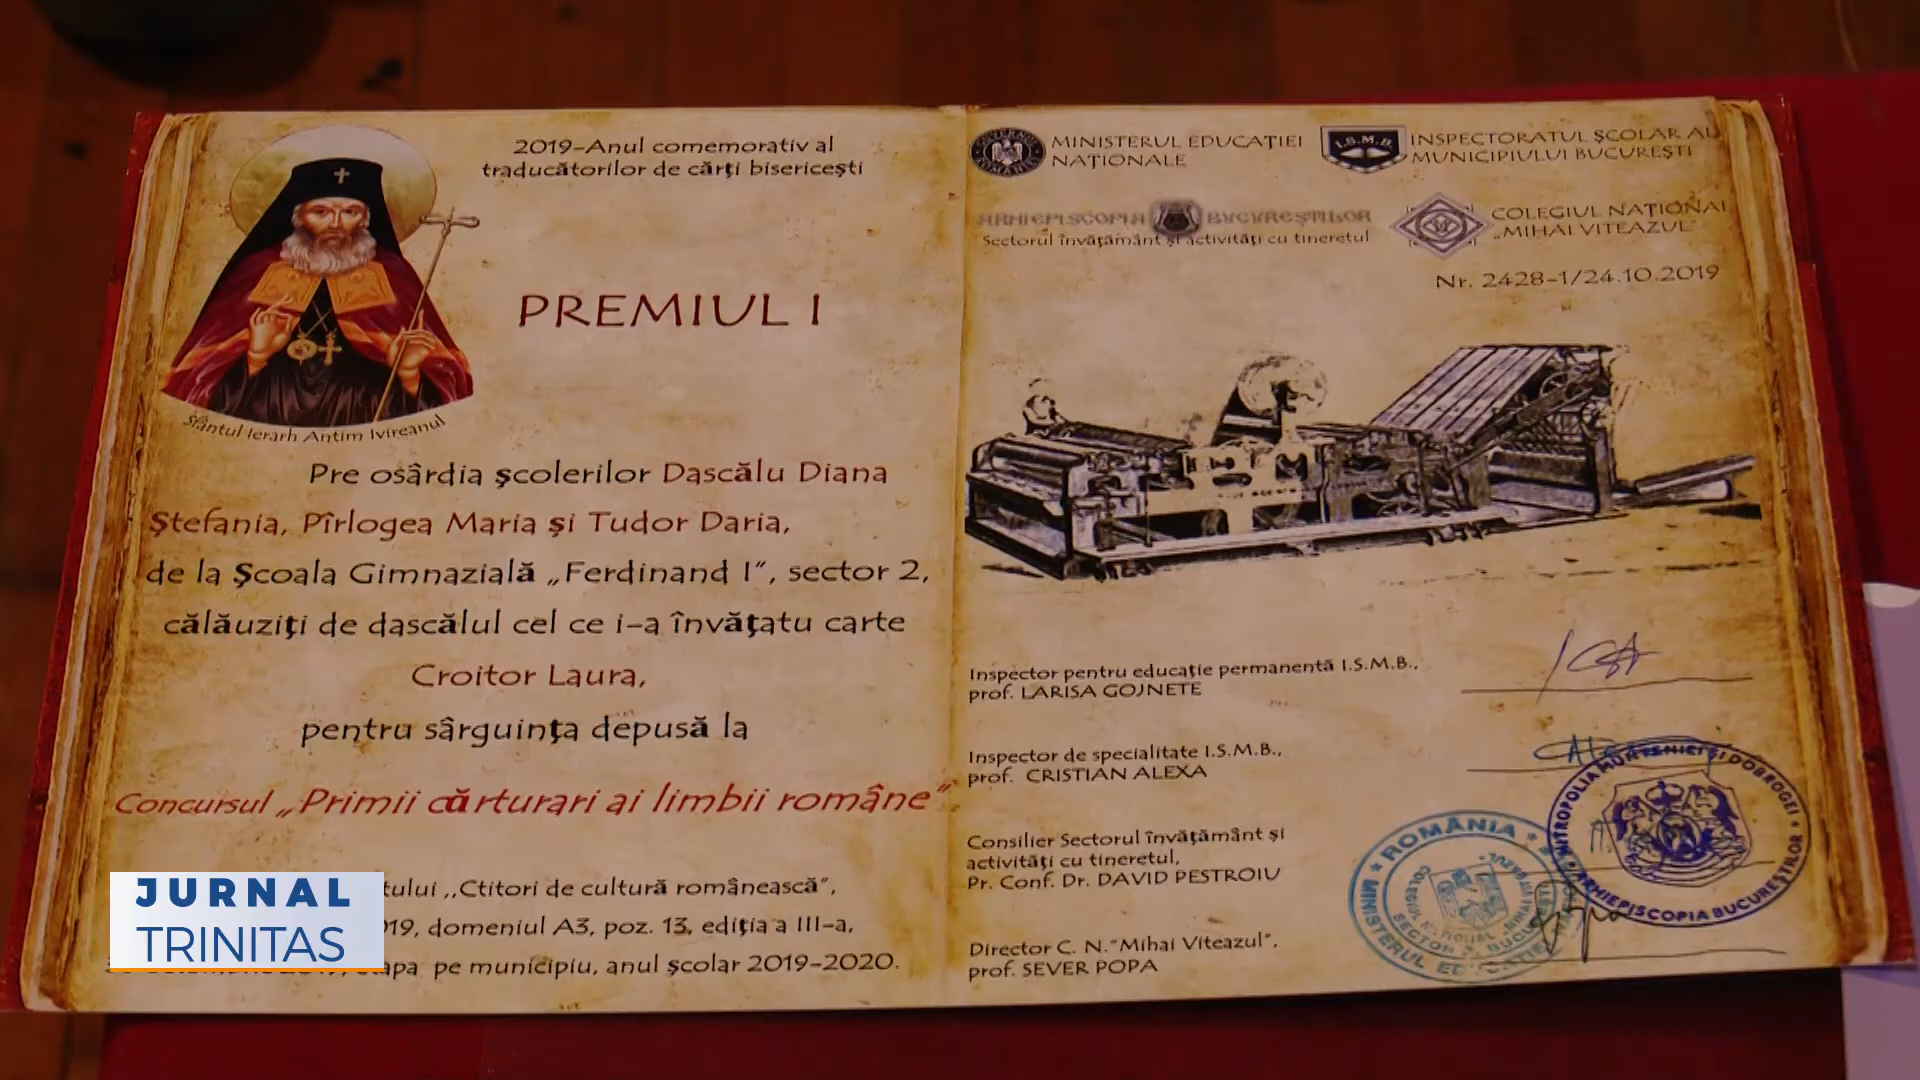 2019-Anul comemorativ al
traducătorilor de cărți bisericești
PREMIUL I
Sfântul Ierarh Antim Ivireanul
Pre osârdia școlerilor Dascălu Diana
Ștefania, Pîrlogea Maria și Tudor Daria,
de la Școala Gimnazială „Ferdinand I”, sector 2,
călăuziți de dascălul cel ce i-a învățatu carte
Croitor Laura,
pentru sârguința depusă la
Concursul „Primii cărturari ai limbii române”
,,Ctitori de cultură românească”,
domeniul A3, poz. 13, ediția a III-a,
pe municipiu, anul școlar 2019-2020.
JURNAL
TRINITAS
MINISTERUL EDUCAȚIEI
NAȚIONALE
I.S.M.B.
INSPECTORATUL ȘCOLAR AL
MUNICIPIULUI BUCUREȘTI
ARHIEPISCOPIA BUCUREȘTILOR
Sectorul învățământ și activități cu tineretul
COLEGIUL NAȚIONAL
„MIHAI VITEAZUL”
Nr. 2428-1/24.10.2019
Inspector pentru educație permanentă I.S.M.B.,
prof. LARISA GOJNETE
Inspector de specialitate I.S.M.B.,
prof. CRISTIAN ALEXA
Consilier Sectorul învățământ și
activități cu tineretul,
Pr. Conf. Dr. DAVID PESTROIU
Director C. N."Mihai Viteazul",
prof. SEVER POPA
MITROPOLIA MUNTENIEI ȘI DOBROGEI
ARHIEPISCOPIA BUCUREȘTILOR
ROMÂNIA
MINISTERUL